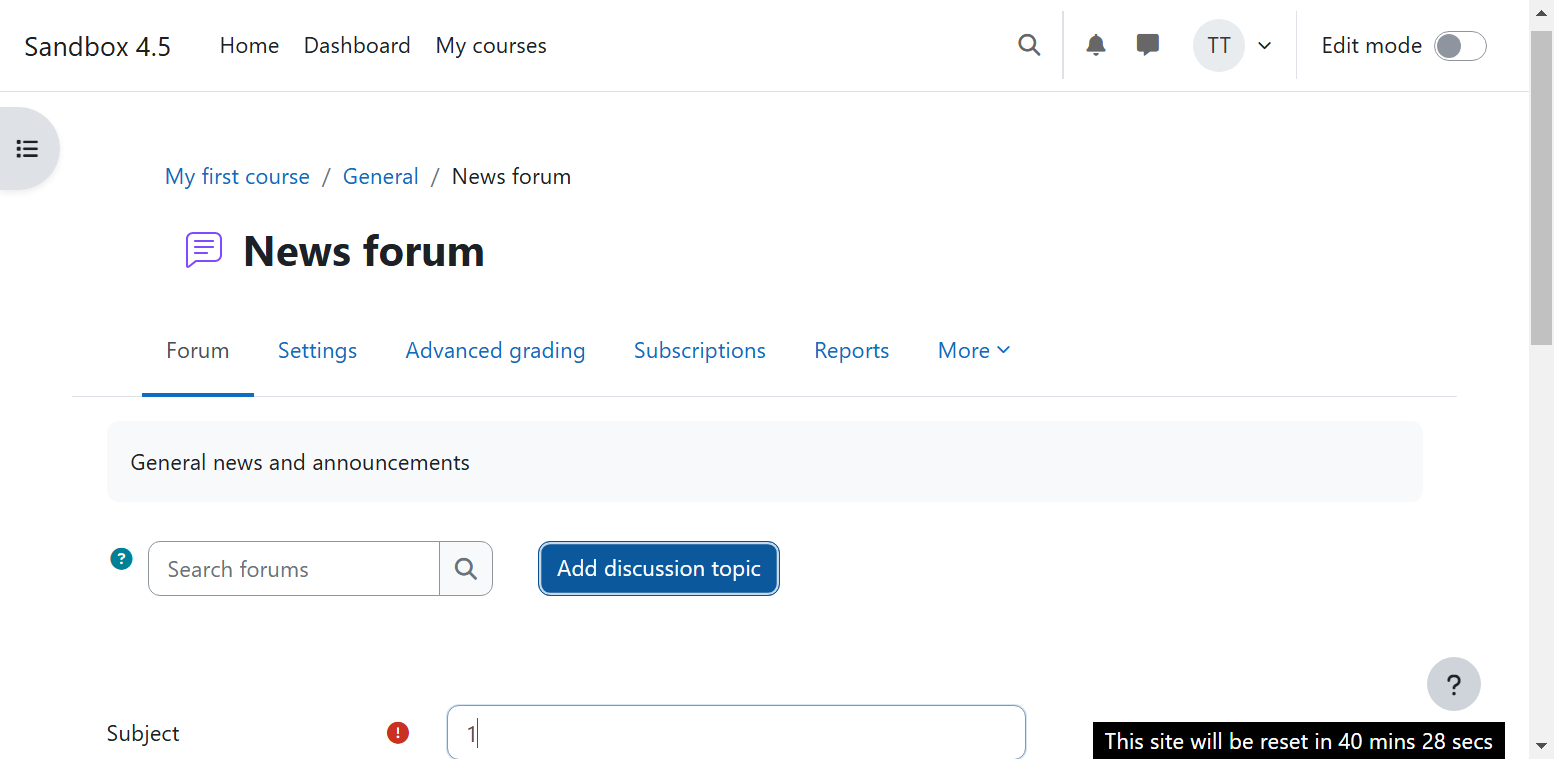 Sandbox 4.5 Home Dashboard My courses TT Edit mode
My first course / General / News forum
News forum
Forum Settings Advanced grading Subscriptions Reports More
General news and announcements
? Search forums Add discussion topic
?
Subject ! 1
This site will be reset in 40 mins 28 secs